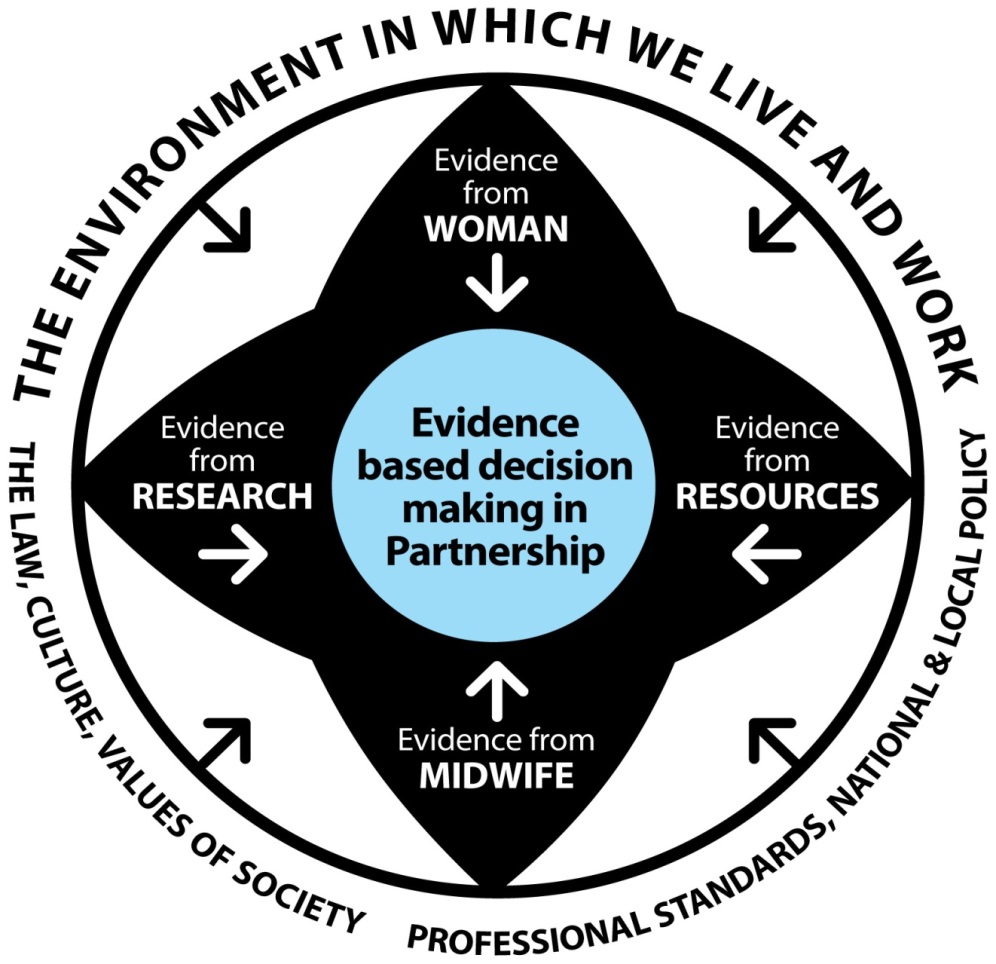 THE ENVIRONMENT IN WHICH WE LIVE AND WORK
Evidence
from
WOMAN
Evidence
from
RESEARCH
Evidence
based decision
making in
Partnership
Evidence
from
RESOURCES
Evidence from
MIDWIFE
THE LAW, CULTURE, VALUES OF SOCIETY
PROFESSIONAL STANDARDS, NATIONAL & LOCAL POLICY